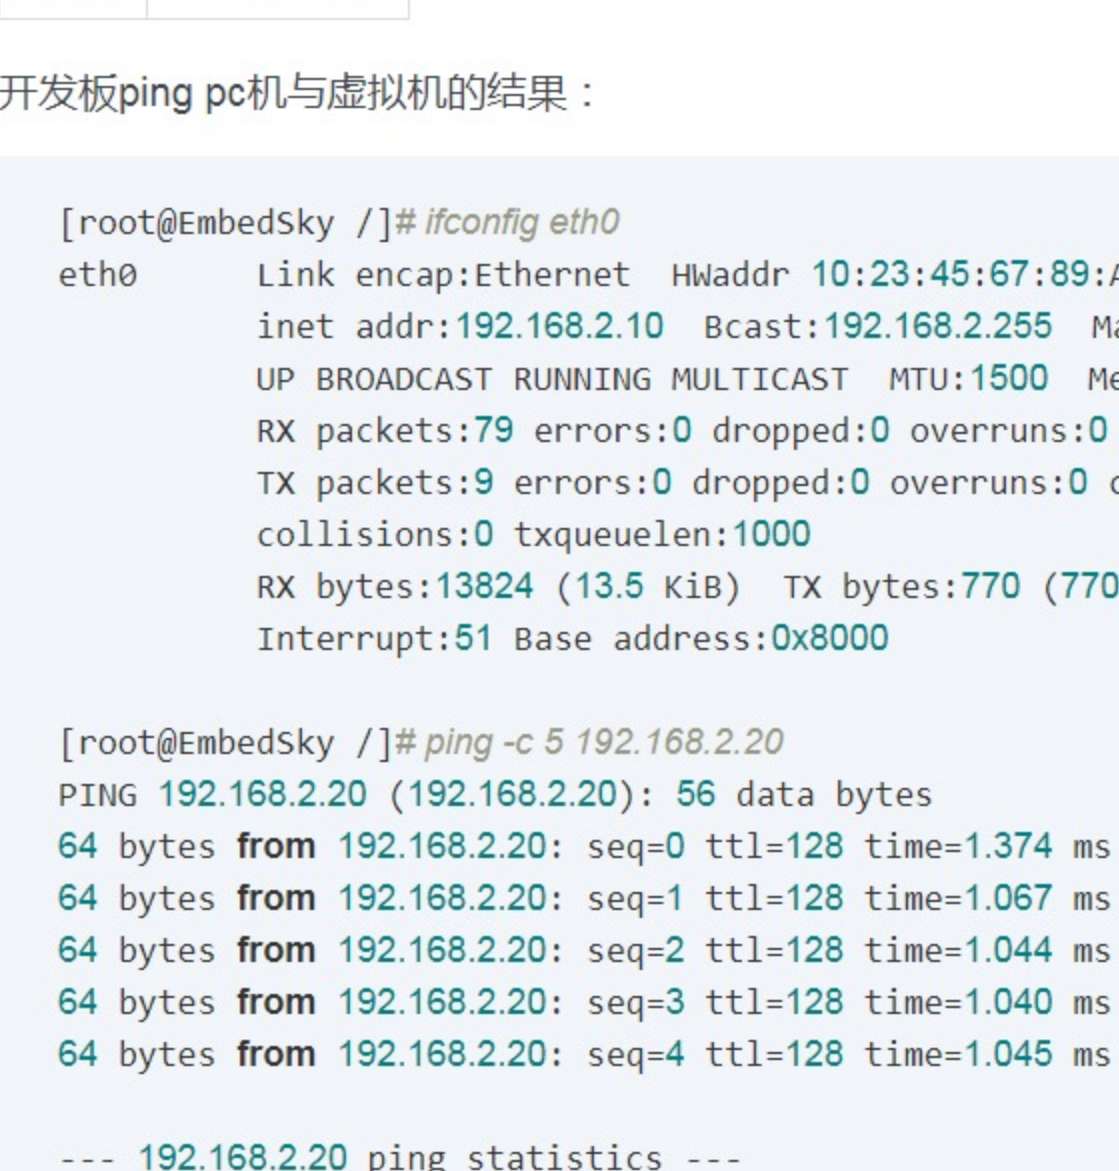 开发板ping pc机与虚拟机的结果：
[root@EmbedSky /]# ifconfig eth0
eth0      Link encap:Ethernet  HWaddr 10:23:45:67:89:
inet addr:192.168.2.10  Bcast:192.168.2.255
UP BROADCAST RUNNING MULTICAST  MTU:1500
RX packets:79 errors:0 dropped:0 overruns:0
TX packets:9 errors:0 dropped:0 overruns:0
collisions:0 txqueuelen:1000
RX bytes:13824 (13.5 KiB)  TX bytes:770 (770
Interrupt:51 Base address:0x8000
[root@EmbedSky /]# ping -c 5 192.168.2.20
PING 192.168.2.20 (192.168.2.20): 56 data bytes
64 bytes from 192.168.2.20: seq=0 ttl=128 time=1.374 ms
64 bytes from 192.168.2.20: seq=1 ttl=128 time=1.067 ms
64 bytes from 192.168.2.20: seq=2 ttl=128 time=1.044 ms
64 bytes from 192.168.2.20: seq=3 ttl=128 time=1.040 ms
64 bytes from 192.168.2.20: seq=4 ttl=128 time=1.045 ms
--- 192.168.2.20 ping statistics ---